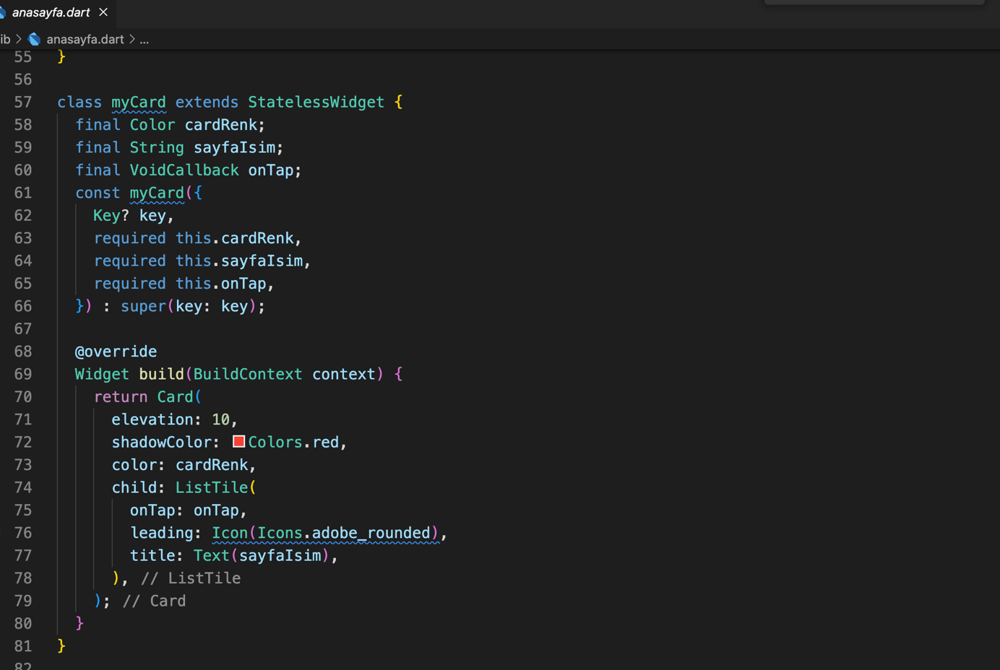 anasayfa.dart ×
ib > anasayfa.dart > ...
55 }
56
57 class myCard extends StatelessWidget {
58 final Color cardRenk;
59 final String sayfaIsim;
60 final VoidCallback onTap;
61 const myCard({
62 Key? key,
63 required this.cardRenk,
64 required this.sayfaIsim,
65 required this.onTap,
66 }) : super(key: key);
67
68 @override
69 Widget build(BuildContext context) {
70 return Card(
71 elevation: 10,
72 shadowColor: Colors.red,
73 color: cardRenk,
74 child: ListTile(
75 onTap: onTap,
76 leading: Icon(Icons.adobe_rounded),
77 title: Text(sayfaIsim),
78 ), // ListTile
79 ); // Card
80 }
81 }
82